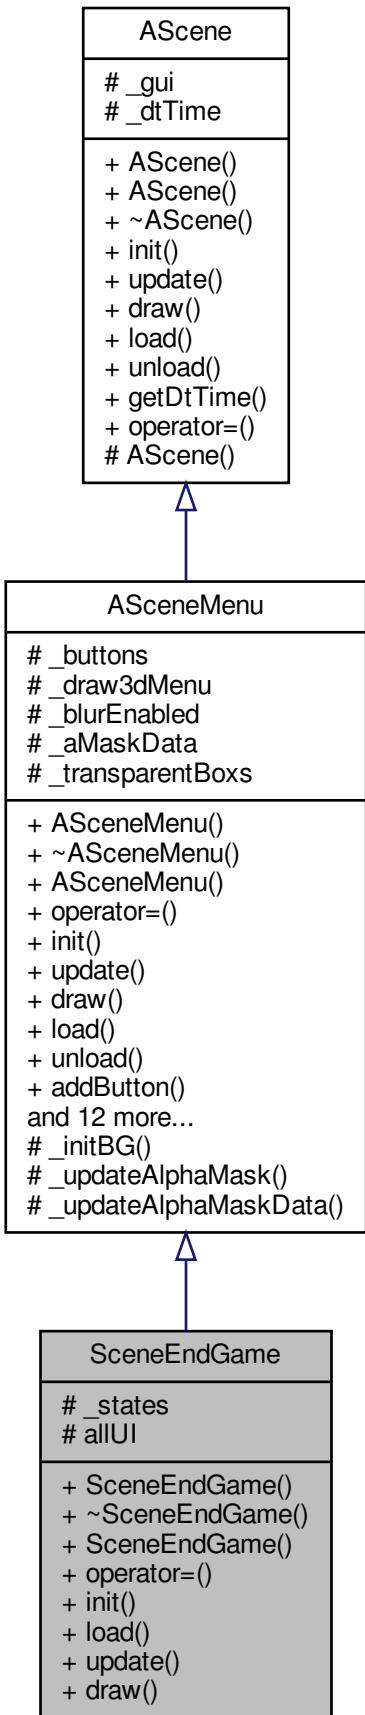 AScene
# _gui
# _dtTime
+ AScene()
+ AScene()
+ ~AScene()
+ init()
+ update()
+ draw()
+ load()
+ unload()
+ getDtTime()
+ operator=()
# AScene()
ASceneMenu
# _buttons
# _draw3dMenu
# _blurEnabled
# _aMaskData
# _transparentBoxs
+ ASceneMenu()
+ ~ASceneMenu()
+ ASceneMenu()
+ operator=()
+ init()
+ update()
+ draw()
+ load()
+ unload()
+ addButton()
and 12 more...
# _initBG()
# _updateAlphaMask()
# _updateAlphaMaskData()
SceneEndGame
# _states
# allUI
+ SceneEndGame()
+ ~SceneEndGame()
+ SceneEndGame()
+ operator=()
+ init()
+ load()
+ update()
+ draw()